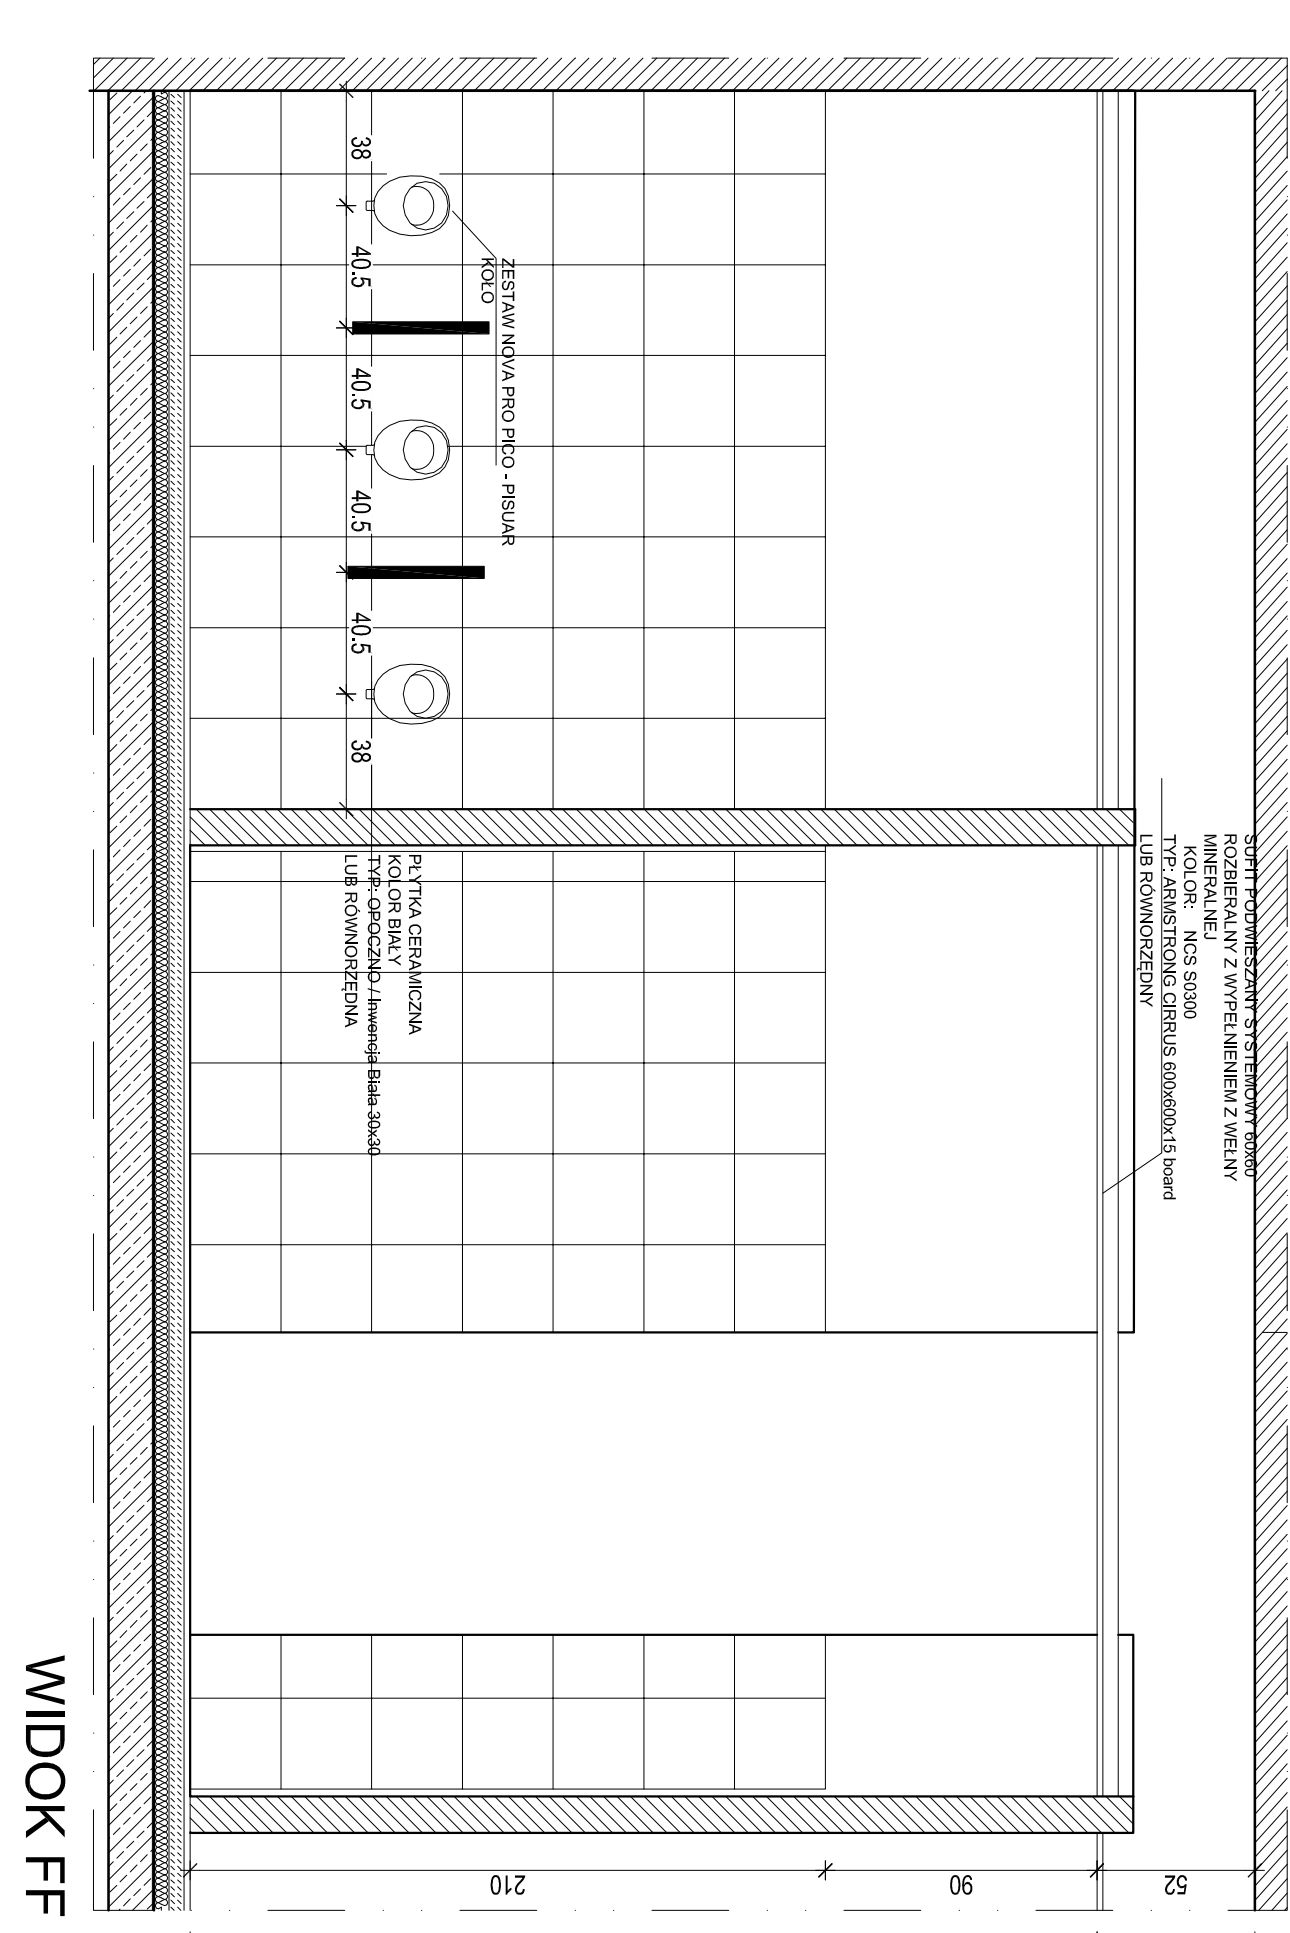 SUFIT PODWIESZANY SYSTEMOWY 60x60
ROZBIERALNY Z WYPEŁNIENIEM Z WEŁNY
MINERALNEJ
KOLOR: NCS S0300
TYP: ARMSTRONG CIRRUS 600x600x15 board
LUB RÓWNORZĘDNY
ZESTAW NOVA PRO PICO - PISUAR
KOŁO
PŁYTKA CERAMICZNA
KOLOR BIAŁY
TYP: OPOCZNO / Inwencja Biała 30x30
LUB RÓWNORZĘDNA
38
40.5
40.5
40.5
40.5
38
52
90
210
WIDOK FF